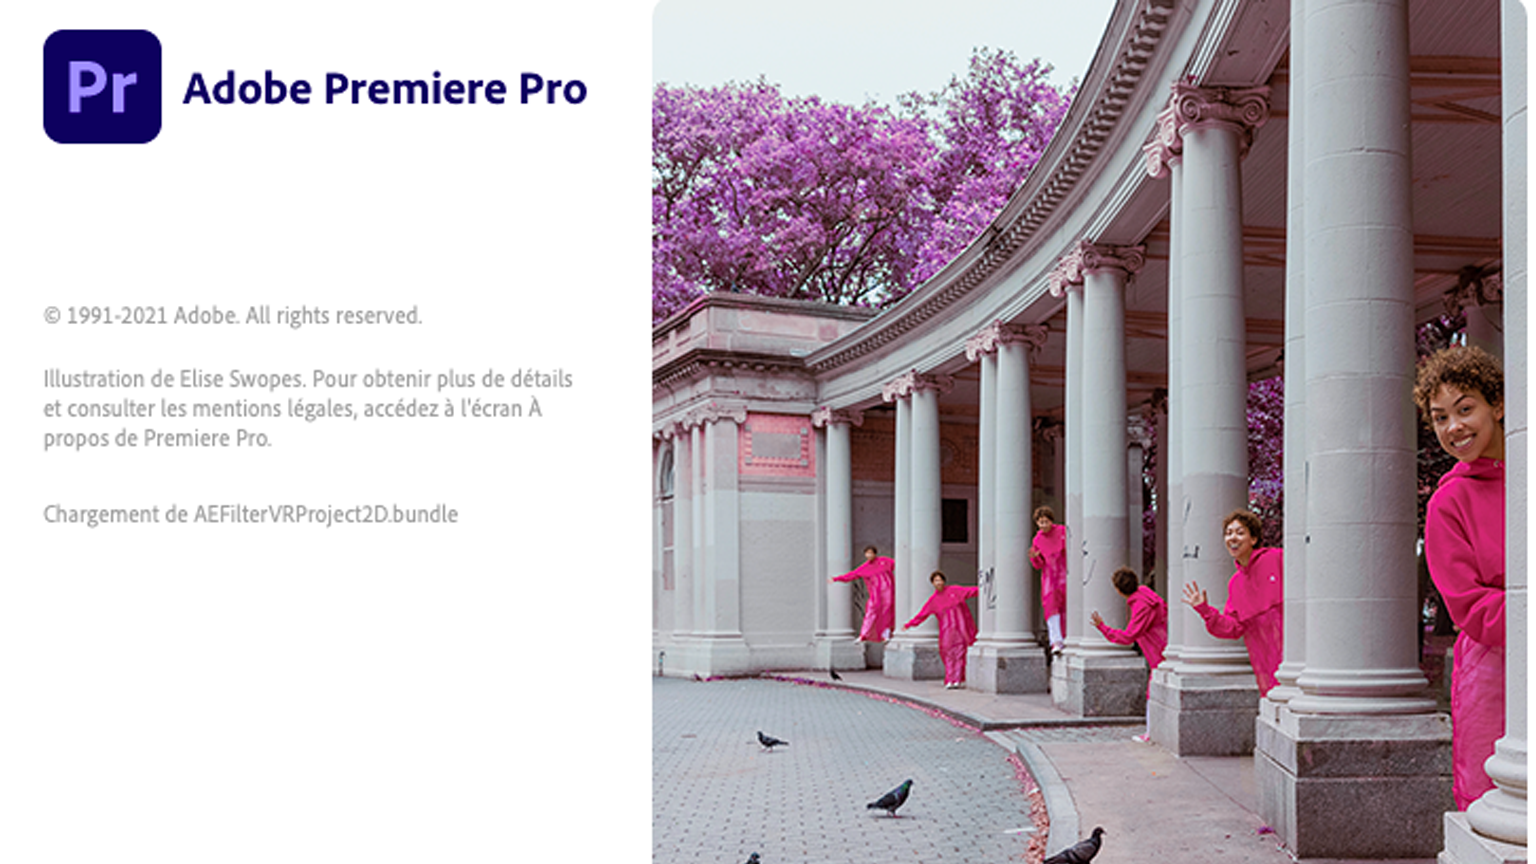 Pr
Adobe Premiere Pro
© 1991-2021 Adobe. All rights reserved.
Illustration de Elise Swopes. Pour obtenir plus de détails
et consulter les mentions légales, accédez à l'écran À
propos de Premiere Pro.
Chargement de AEFilterVRProject2D.bundle